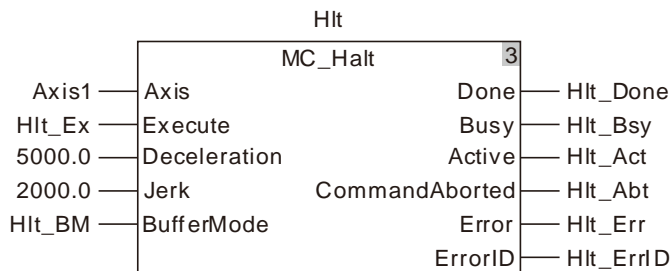 Hlt
MC_Halt 3
Axis1 Axis Done Hlt_Done
Hlt_Ex Execute Busy Hlt_Bsy
5000.0 Deceleration Active Hlt_Act
2000.0 Jerk CommandAborted Hlt_Abt
Hlt_BM BufferMode Error Hlt_Err
ErrorID Hlt_ErrID